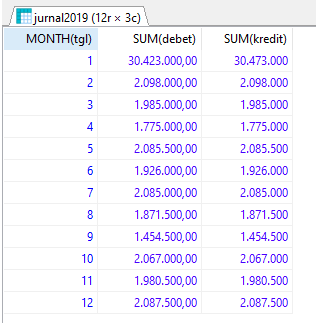 jurnal2019 (12r × 3c)
MONTH(tgl) SUM(debet) SUM(kredit)
1 30.423.000,00 30.473.000
2 2.098.000,00 2.098.000
3 1.985.000,00 1.985.000
4 1.775.000,00 1.775.000
5 2.085.500,00 2.085.500
6 1.926.000,00 1.926.000
7 2.085.000,00 2.085.000
8 1.871.500,00 1.871.500
9 1.454.500,00 1.454.500
10 2.067.000,00 2.067.000
11 1.980.500,00 1.980.500
12 2.087.500,00 2.087.500